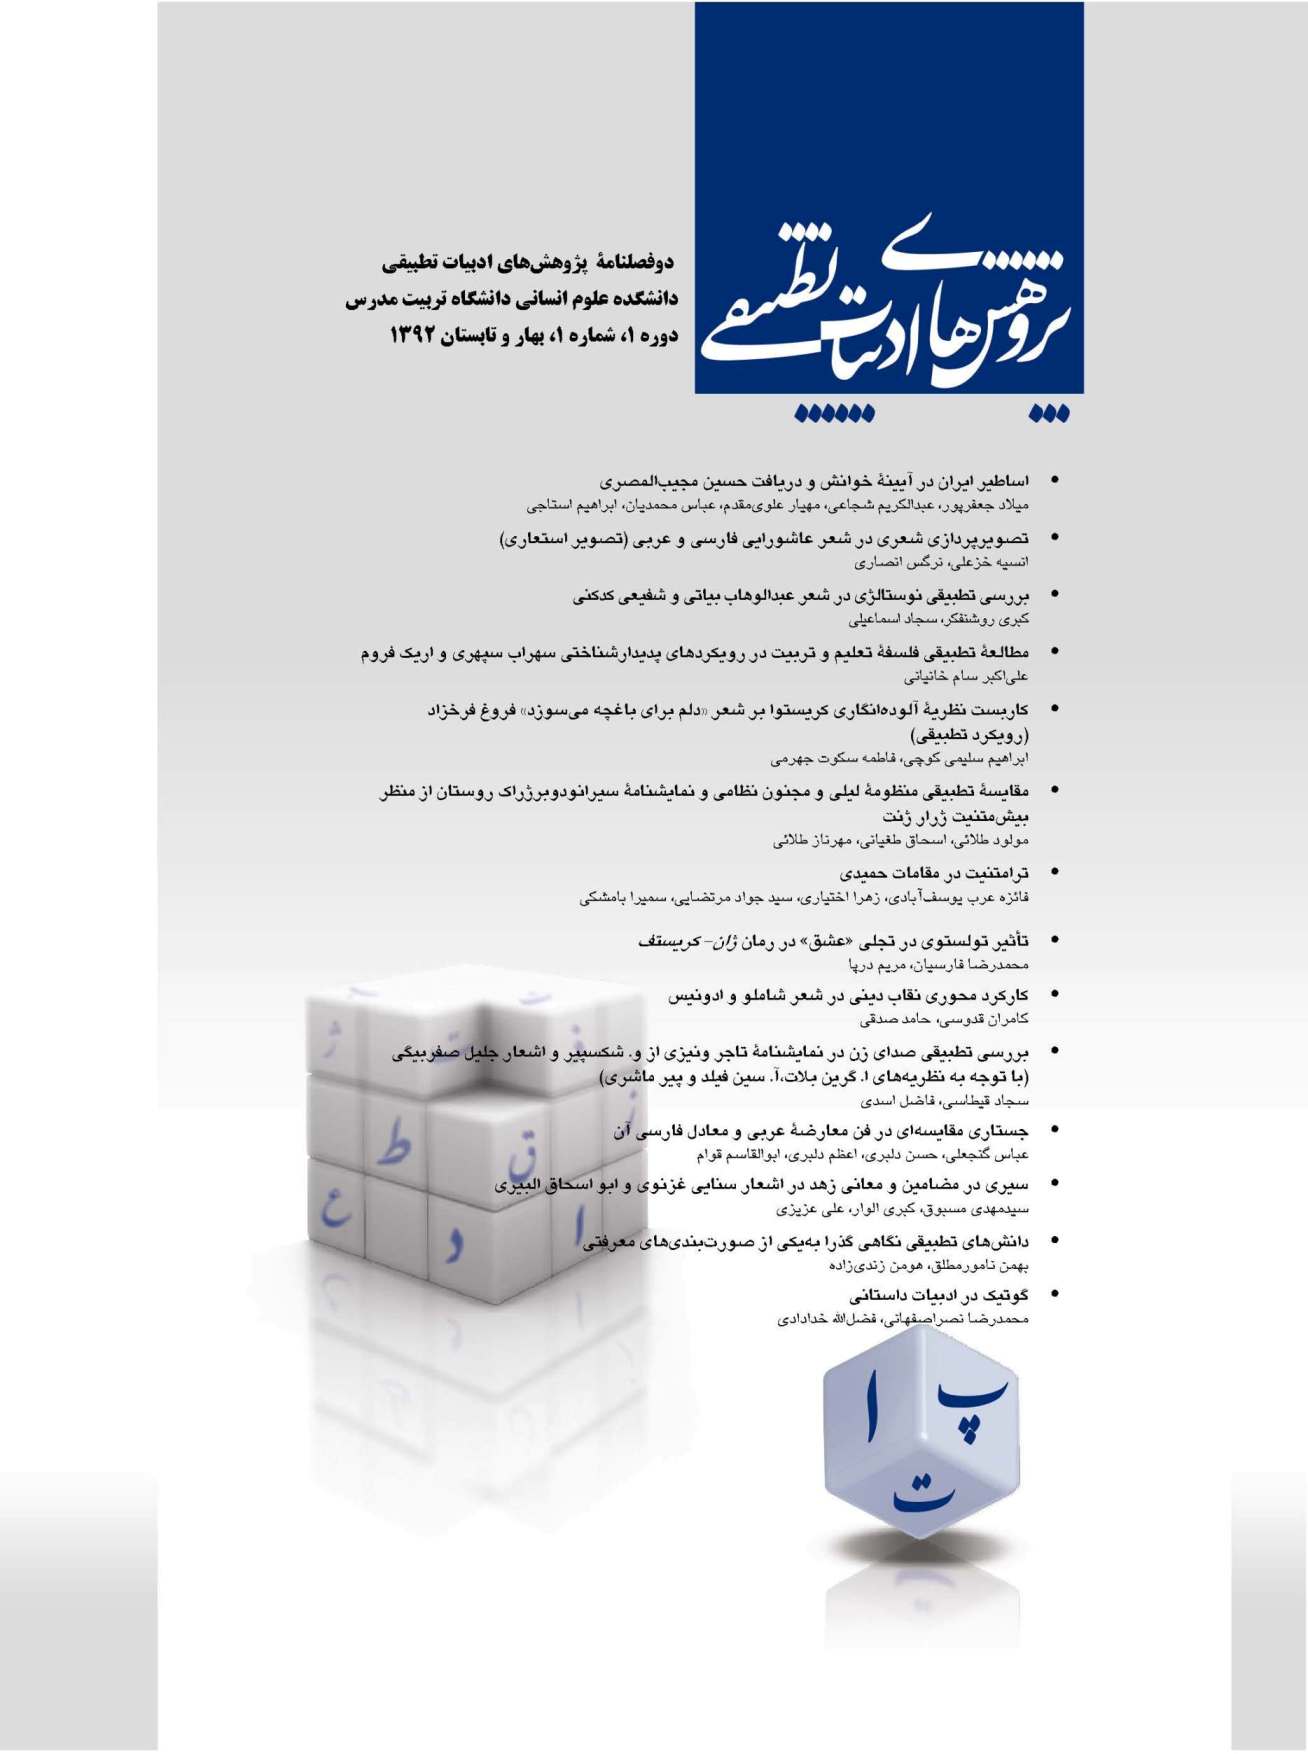 پژوهش‌های ادبیات تطبیقی
دوفصلنامهٔ پژوهش‌های ادبیات تطبیقی
دانشکده علوم انسانی دانشگاه تربیت مدرس
دوره ۱، شماره ۱، بهار و تابستان ۱۳۹۲
• اساطیر ایران در آیینهٔ خوانش و دریافت حسین مجیب‌المصری
میلاد جعفرپور، عبدالکریم شجاعی، مهیار علوی‌مقدم، عباس محمدیان، ابراهیم استاجی
• تصویرپردازی شعری در شعر عاشورایی فارسی و عربی (تصویر استعاری)
انسیه خزعلی، نرگس انصاری
• بررسی تطبیقی نوستالژی در شعر عبدالوهاب بیاتی و شفیعی کدکنی
کبری روشنفکر، سجاد اسماعیلی
• مطالعهٔ تطبیقی فلسفهٔ تعلیم و تربیت در رویکردهای پدیدارشناختی سهراب سپهری و اریک فروم
علی‌اکبر سام خانیانی
• کاربست نظریهٔ آلوده‌انگاری کریستوا بر شعر «دلم برای باغچه می‌سوزد» فروغ فرخزاد
(رویکرد تطبیقی)
ابراهیم سلیمی کوچی، فاطمه سکوت جهرمی
• مقایسهٔ تطبیقی منظومهٔ لیلی و مجنون نظامی و نمایشنامهٔ سیرانودوبرژراک روستان از منظر
بیش‌متنیت ژرار ژنت
مولود طلائی، اسحاق طغیانی، مهرناز طلائی
• ترامتنیت در مقامات حمیدی
فائزه عرب یوسف‌آبادی، زهرا اختیاری، سید جواد مرتضایی، سمیرا بامشکی
• تأثیر تولستوی در تجلی «عشق» در رمان ژان- کریستف
محمدرضا فارسیان، مریم درپا
• کارکرد محوری نقاب دینی در شعر شاملو و ادونیس
کامران قدوسی، حامد صدقی
• بررسی تطبیقی صدای زن در نمایشنامهٔ تاجر ونیزی از و. شکسپیر و اشعار جلیل صفربیگی
(با توجه به نظریه‌های ا. گرین بلات،آ. سین فیلد و پیر ماشری)
سجاد قیطاسی، فاضل اسدی
• جستاری مقایسه‌ای در فن معارضهٔ عربی و معادل فارسی آن
عباس گنجعلی، حسن دلبری، اعظم دلبری، ابوالقاسم قوام
• سیری در مضامین و معانی زهد در اشعار سنایی غزنوی و ابو اسحاق البیری
سیدمهدی مسبوق، کبری الوار، علی عزیزی
• دانش‌های تطبیقی نگاهی گذرا به‌یکی از صورت‌بندی‌های معرفتی
بهمن نامورمطلق، هومن زندی‌زاده
• گوتیک در ادبیات داستانی
محمدرضا نصراصفهانی، فضل‌الله خدادادی
ط ق
ع د ا
پ ا
ت